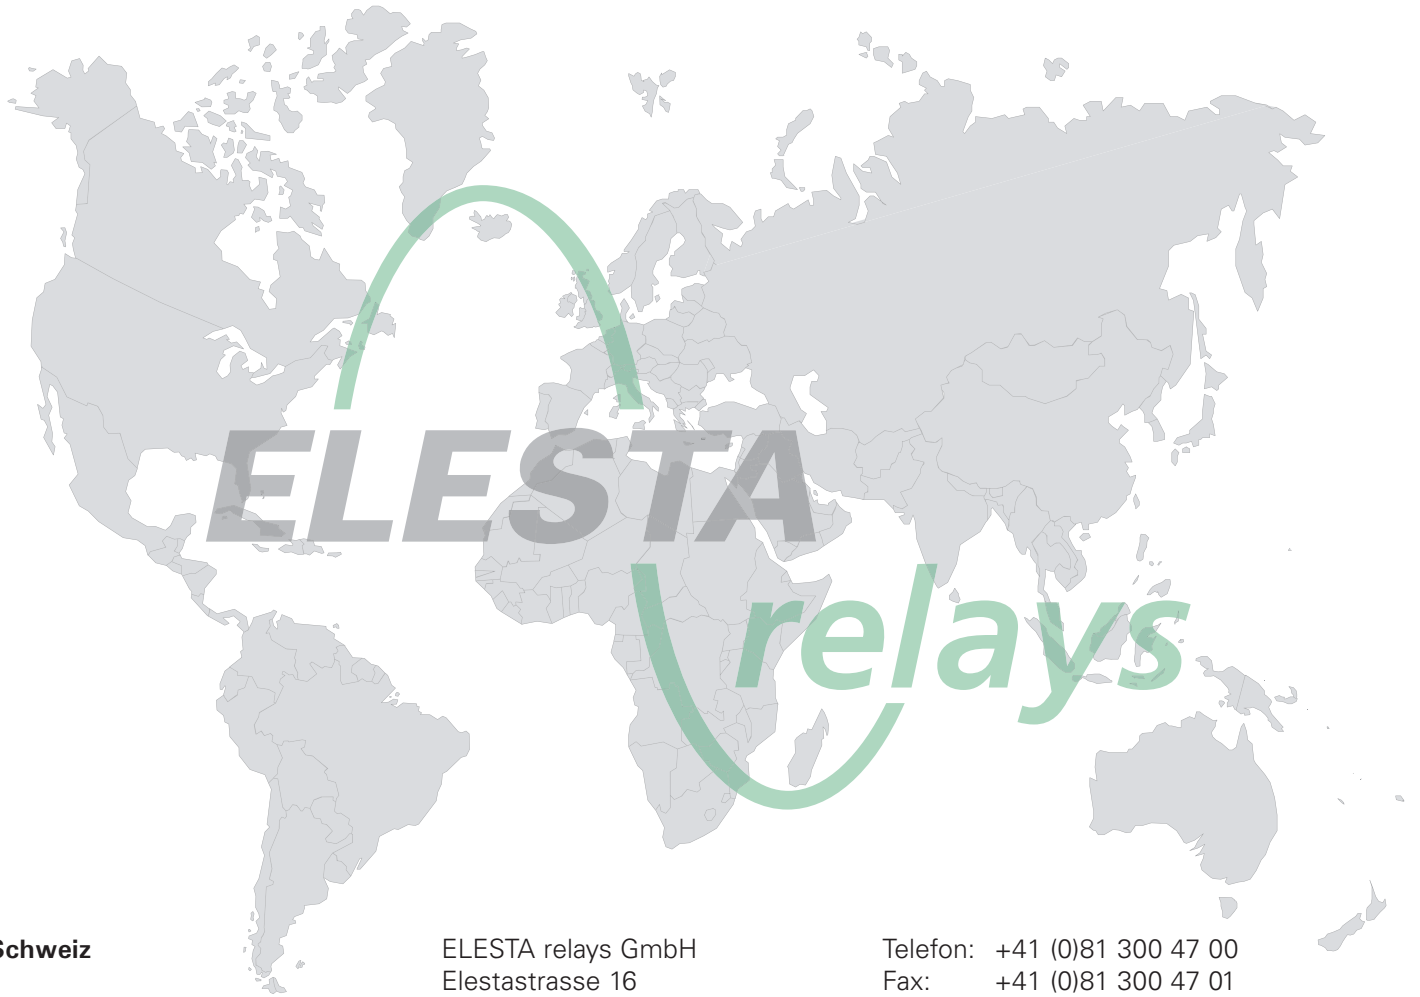 ELESTA
relays
Schweiz
ELESTA relays GmbH
Elestastrasse 16
Telefon: +41 (0)81 300 47 00
Fax: +41 (0)81 300 47 01